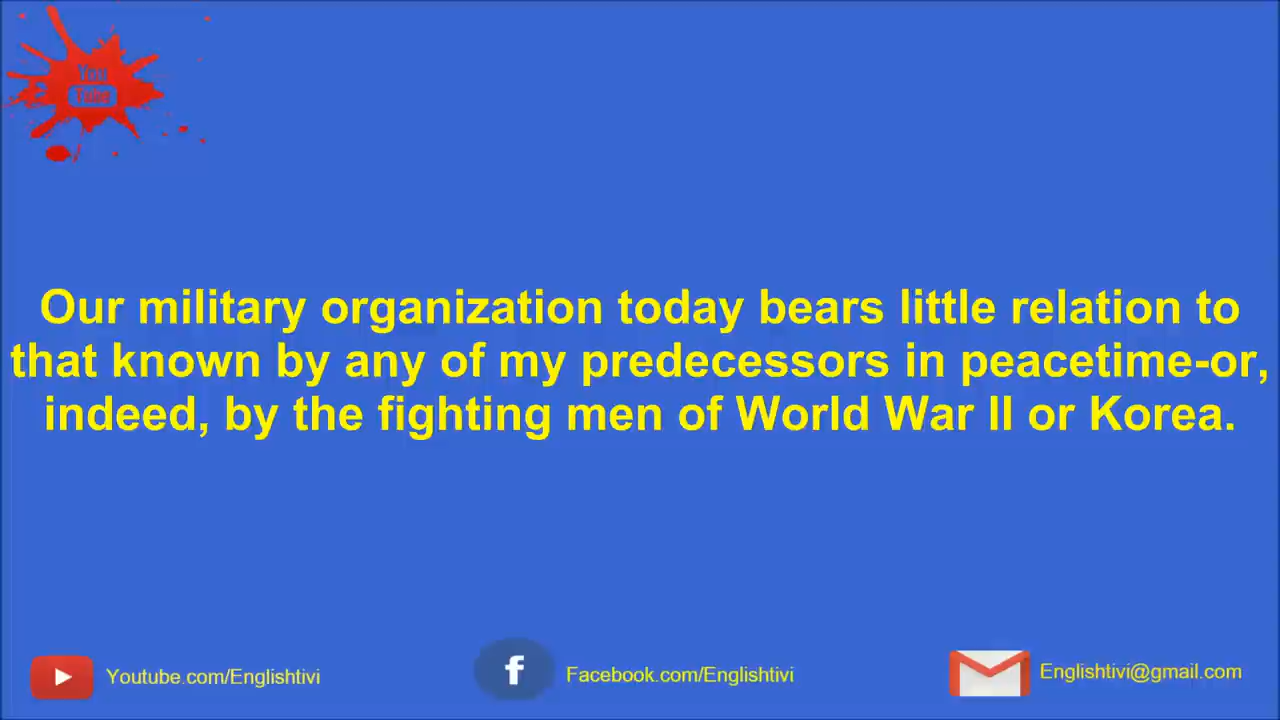 You
Tube
Our military organization today bears little relation to
that known by any of my predecessors in peacetime-or,
indeed, by the fighting men of World War II or Korea.
Youtube.com/Englishtivi
f
Facebook.com/Englishtivi
Englishtivi@gmail.com